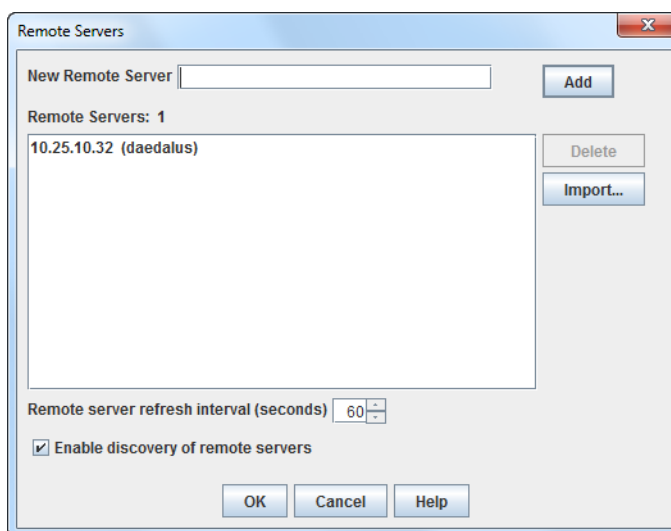 Remote Servers
New Remote Server
Add
Remote Servers: 1
10.25.10.32 (daedalus)
Delete
Import...
Remote server refresh interval (seconds) 60
Enable discovery of remote servers
OK Cancel Help